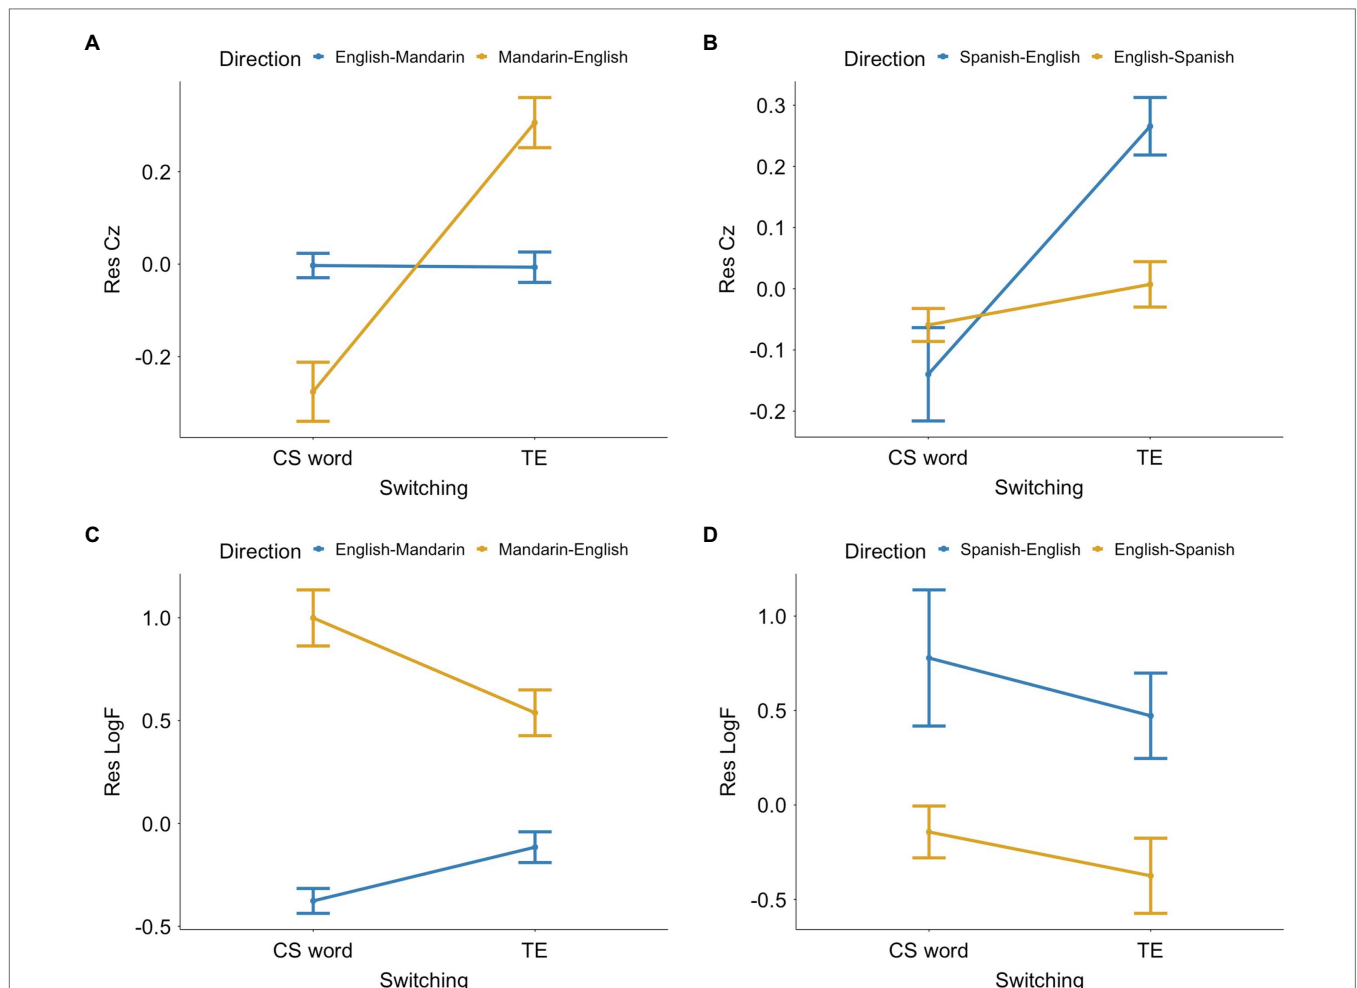 A
Direction English-Mandarin Mandarin-English
Res Cz
0.2
0.0
-0.2
CS word TE
Switching
B
Direction Spanish-English English-Spanish
Res Cz
0.3
0.2
0.1
0.0
-0.1
-0.2
CS word TE
Switching
C
Direction English-Mandarin Mandarin-English
Res LogF
1.0
0.5
0.0
-0.5
CS word TE
Switching
D
Direction Spanish-English English-Spanish
Res LogF
1.0
0.5
0.0
-0.5
CS word TE
Switching